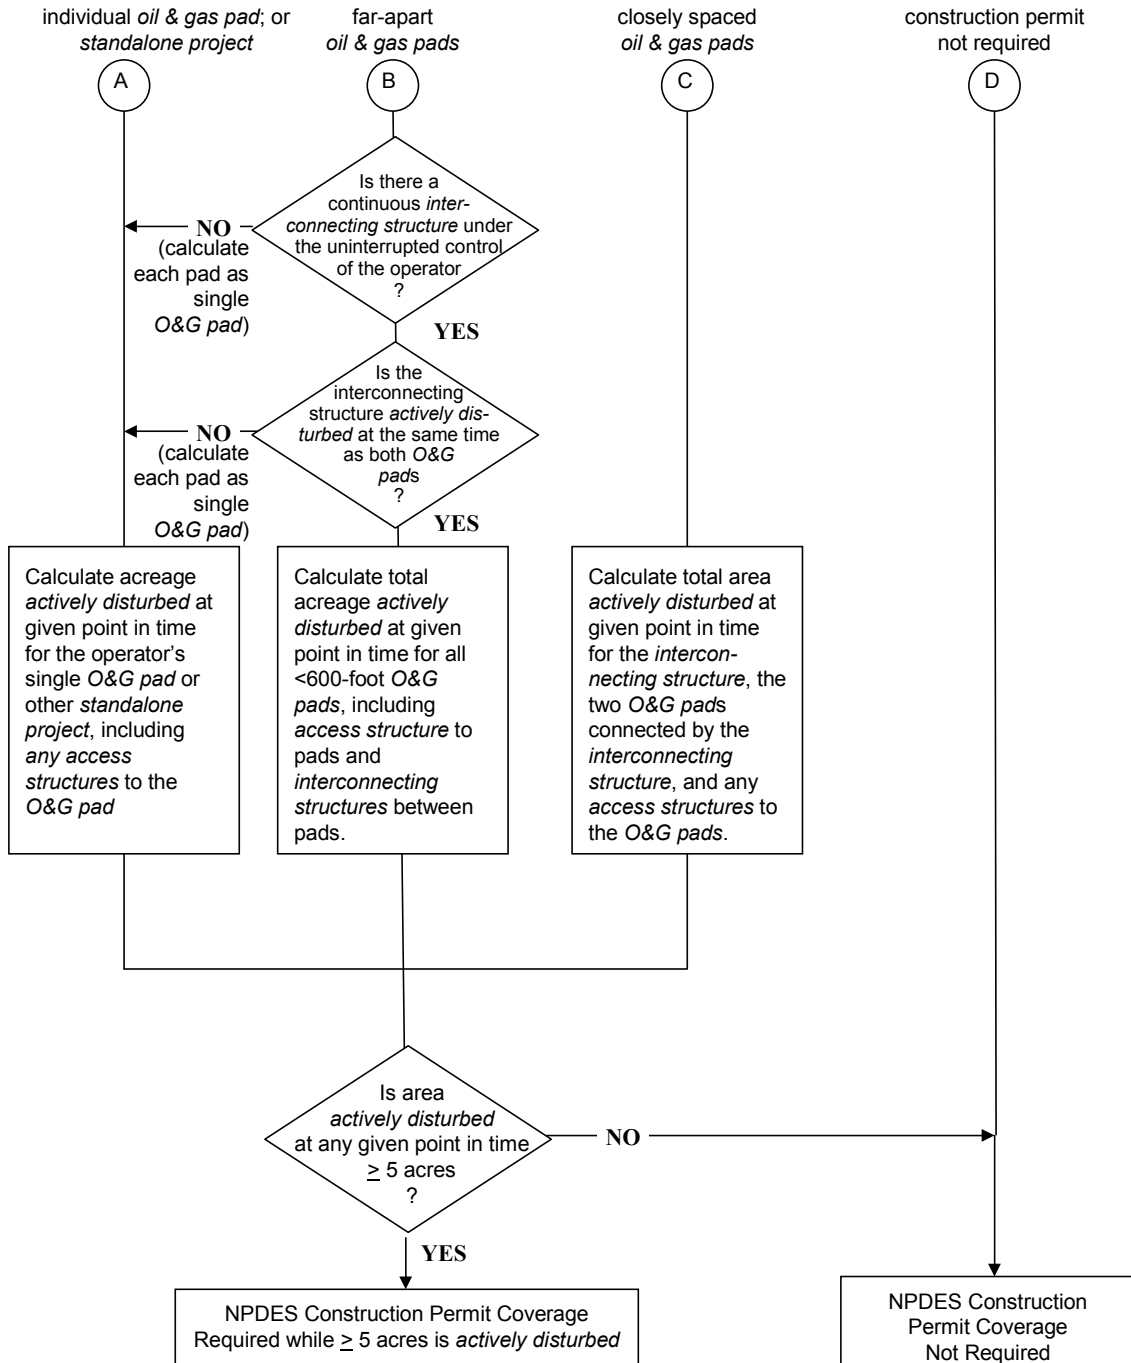 individual oil & gas pad; or
standalone project
far-apart
oil & gas pads
closely spaced
oil & gas pads
construction permit
not required
A
B
C
D
Is there a
continuous inter-
connecting structure under
the uninterrupted control
of the operator
?
NO
(calculate
each pad as
single
O&G pad)
YES
Is the
interconnecting
structure actively dis-
turbed at the same time
as both O&G
pads
?
NO
(calculate
each pad as
single
O&G pad)
YES
Calculate acreage
actively disturbed at
given point in time
for the operator's
single O&G pad or
other standalone
project, including
any access
structures to the
O&G pad
Calculate total
acreage actively
disturbed at given
point in time for all
<600-foot O&G
pads, including
access structure to
pads and
interconnecting
structures between
pads.
Calculate total area
actively disturbed at
given point in time
for the intercon-
necting structure, the
two O&G pads
connected by the
interconnecting
structure, and any
access structures to
the O&G pads.
Is area
actively disturbed
at any given point in time
≥ 5 acres
?
NO
YES
NPDES Construction Permit Coverage
Required while ≥ 5 acres is actively disturbed
NPDES Construction
Permit Coverage
Not Required